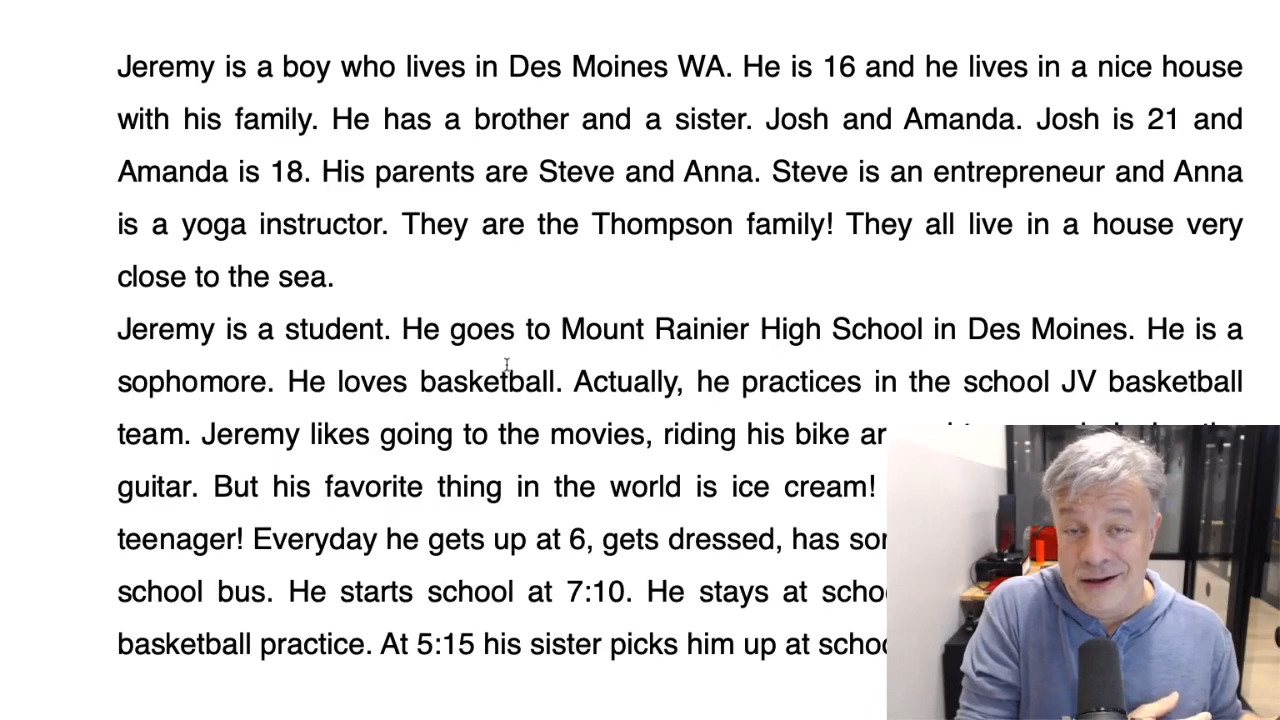 Jeremy is a boy who lives in Des Moines WA. He is 16 and he lives in a nice house
with his family. He has a brother and a sister. Josh and Amanda. Josh is 21 and
Amanda is 18. His parents are Steve and Anna. Steve is an entrepreneur and Anna
is a yoga instructor. They are the Thompson family! They all live in a house very
close to the sea.
Jeremy is a student. He goes to Mount Rainier High School in Des Moines. He is a
sophomore. He loves basketball. Actually, he practices in the school JV basketball
team. Jeremy likes going to the movies, riding his bike
guitar. But his favorite thing in the world is ice cream!
teenager! Everyday he gets up at 6, gets dressed, has
school bus. He starts school at 7:10. He stays at
basketball practice. At 5:15 his sister picks him up at